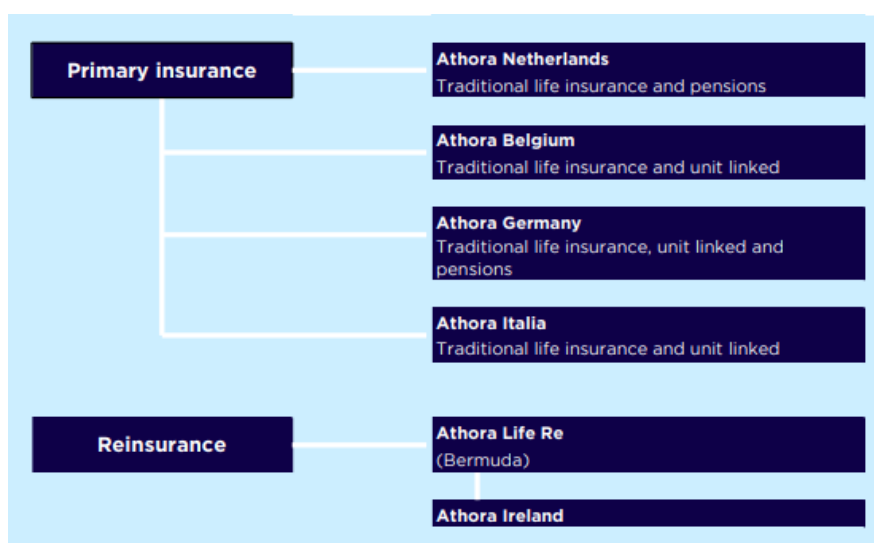 Primary insurance
Athora Netherlands
Traditional life insurance and pensions
Athora Belgium
Traditional life insurance and unit linked
Athora Germany
Traditional life insurance, unit linked and
pensions
Athora Italia
Traditional life insurance and unit linked
Reinsurance
Athora Life Re
(Bermuda)
Athora Ireland